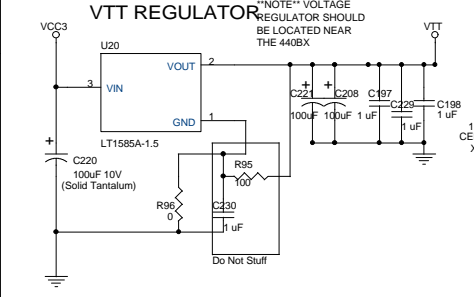 VTT REGULATOR
**NOTE** VOLTAGE
REGULATOR SHOULD
BE LOCATED NEAR
THE 440BX
VCC3
VTT
U20
VOUT
2
3
VIN
GND
1
LT1585A-1.5
+
C220
100uF 10V
(Solid Tantalum)
R96
0
R95
100
C230
1 uF
Do Not Stuff
+
C221
100uF
+
C208
100uF
C197
1 uF
C229
1 uF
C198
1 uF
1
CE
X